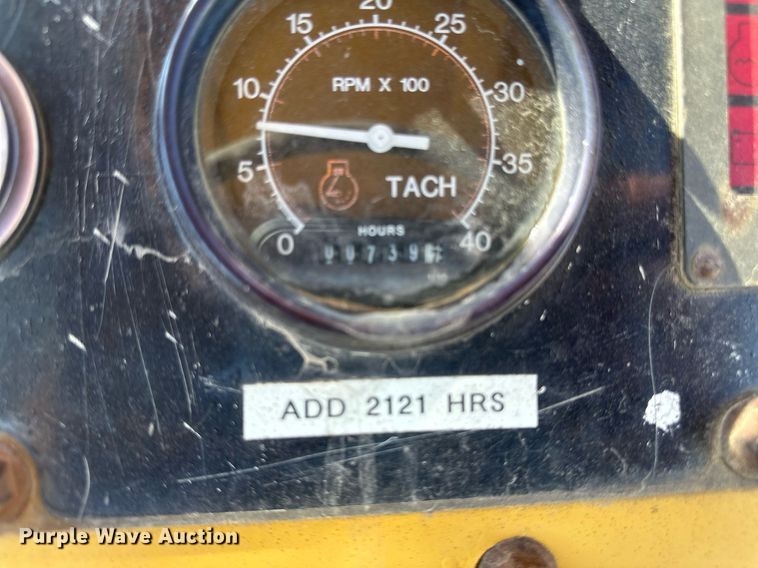 20
15 25
10 RPM X 100 30
5 35
TACH
HOURS
0 40
ADD 2121 HRS
Purple Wave Auction